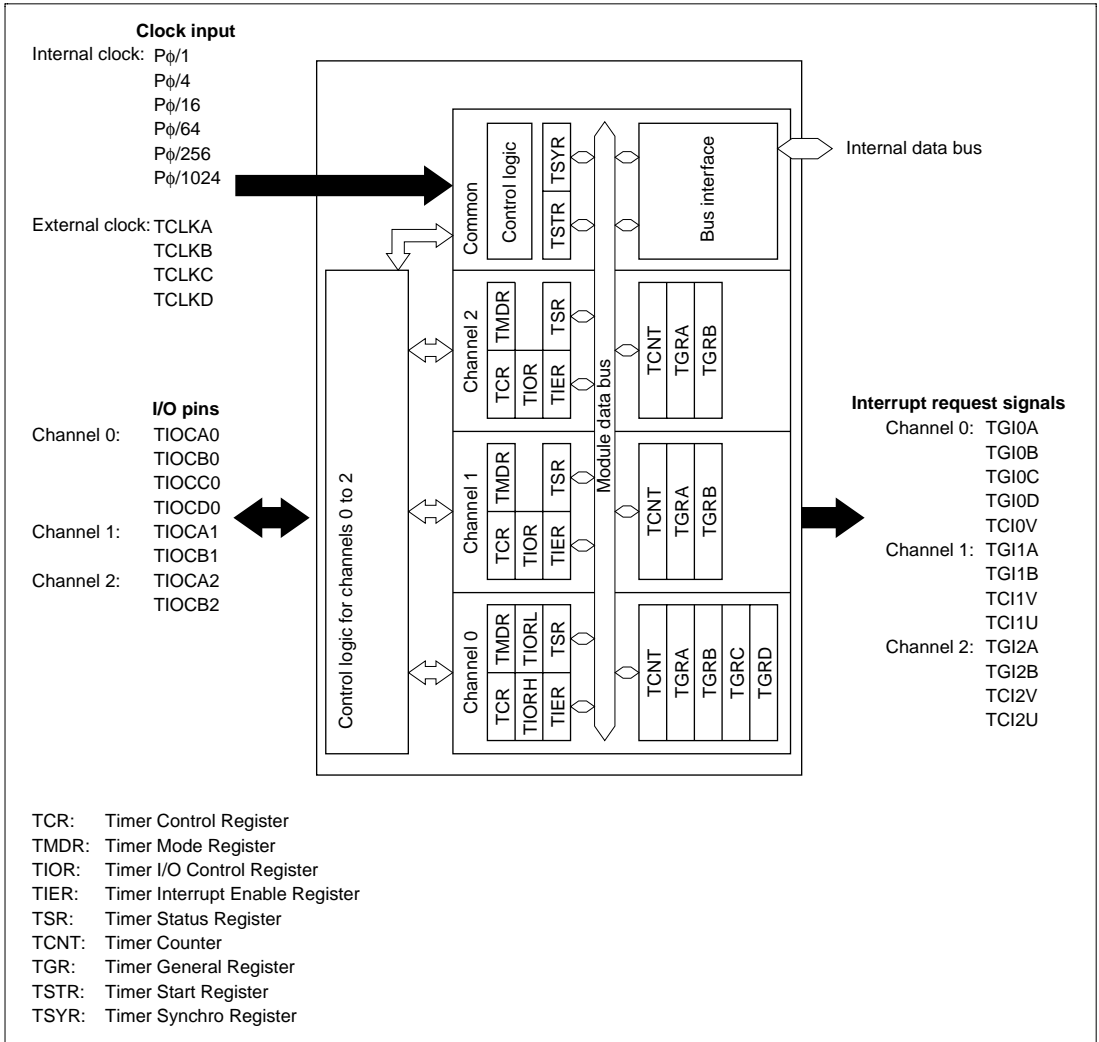 Clock input
Internal clock: Pϕ/1
Pϕ/4
Pϕ/16
Pϕ/64
Pϕ/256
Pϕ/1024
External clock: TCLKA
TCLKB
TCLKC
TCLKD
I/O pins
Channel 0: TIOCA0
TIOCB0
TIOCC0
TIOCD0
Channel 1: TIOCA1
TIOCB1
Channel 2: TIOCA2
TIOCB2
Control logic for channels 0 to 2
Common
Control logic
TSTR
TSYR
Bus interface
Internal data bus
Module data bus
Channel 2
TCR
TMDR
TIOR
TIER
TSR
TCNT
TGRA
TGRB
Channel 1
TCR
TMDR
TIOR
TIER
TSR
TCNT
TGRA
TGRB
Channel 0
TCR
TMDR
TIORH
TIORL
TIER
TSR
TCNT
TGRA
TGRB
TGRC
TGRD
Interrupt request signals
Channel 0: TGI0A
TGI0B
TGI0C
TGI0D
TCI0V
Channel 1: TGI1A
TGI1B
TCI1V
TCI1U
Channel 2: TGI2A
TGI2B
TCI2V
TCI2U
TCR: Timer Control Register
TMDR: Timer Mode Register
TIOR: Timer I/O Control Register
TIER: Timer Interrupt Enable Register
TSR: Timer Status Register
TCNT: Timer Counter
TGR: Timer General Register
TSTR: Timer Start Register
TSYR: Timer Synchro Register